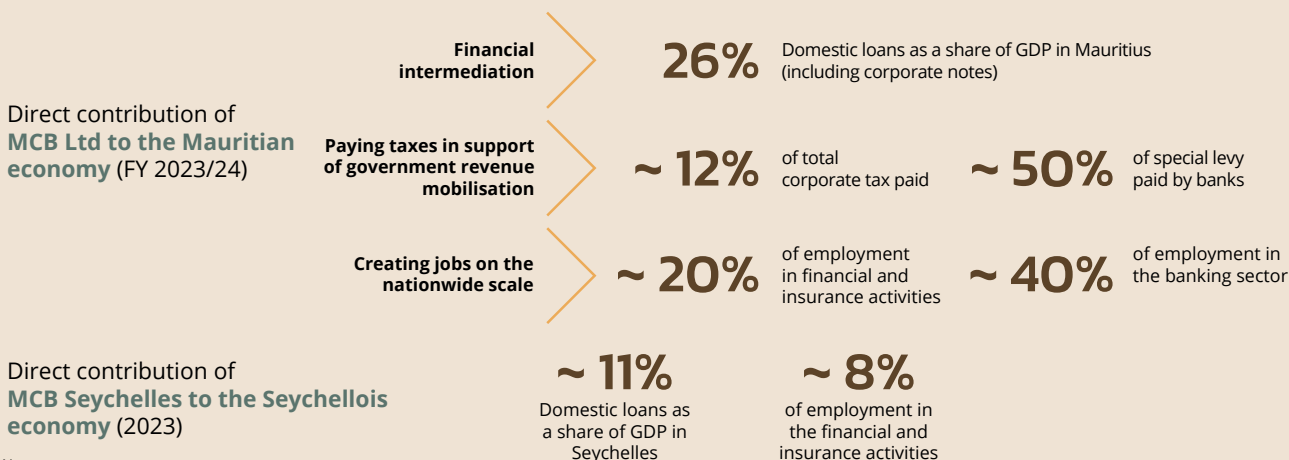 Direct contribution of
MCB Ltd to the Mauritian
economy (FY 2023/24)
Financial
intermediation
26%
Domestic loans as a share of GDP in Mauritius
(including corporate notes)
Paying taxes in support
of government revenue
mobilisation
~ 12%
of total
corporate tax paid
~ 50%
of special levy
paid by banks
Creating jobs on the
nationwide scale
~ 20%
of employment
in financial and
insurance activities
~ 40%
of employment in
the banking sector
Direct contribution of
MCB Seychelles to the Seychellois
economy (2023)
~ 11%
Domestic loans as
a share of GDP in
Seychelles
~ 8%
of employment in
the financial and
insurance activities